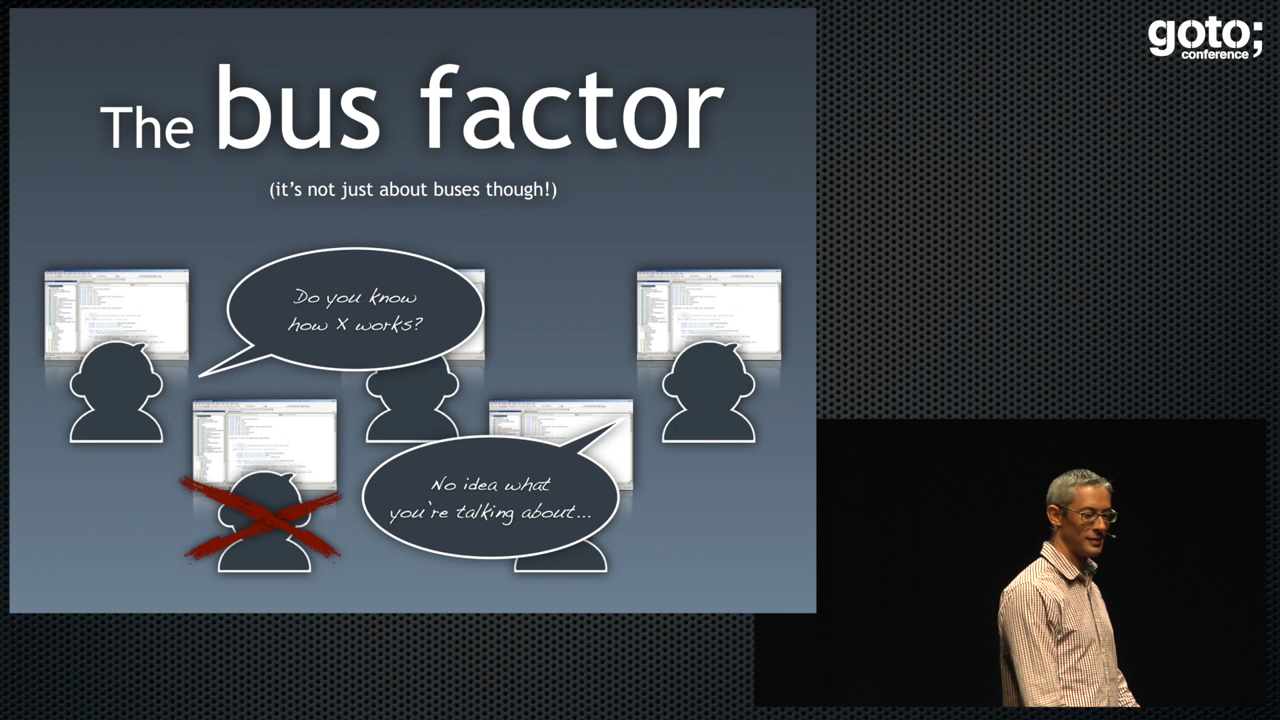 goto;
conference
The bus factor
(it's not just about buses though!)
Do you know
how X works?
No idea what
you're talking about...